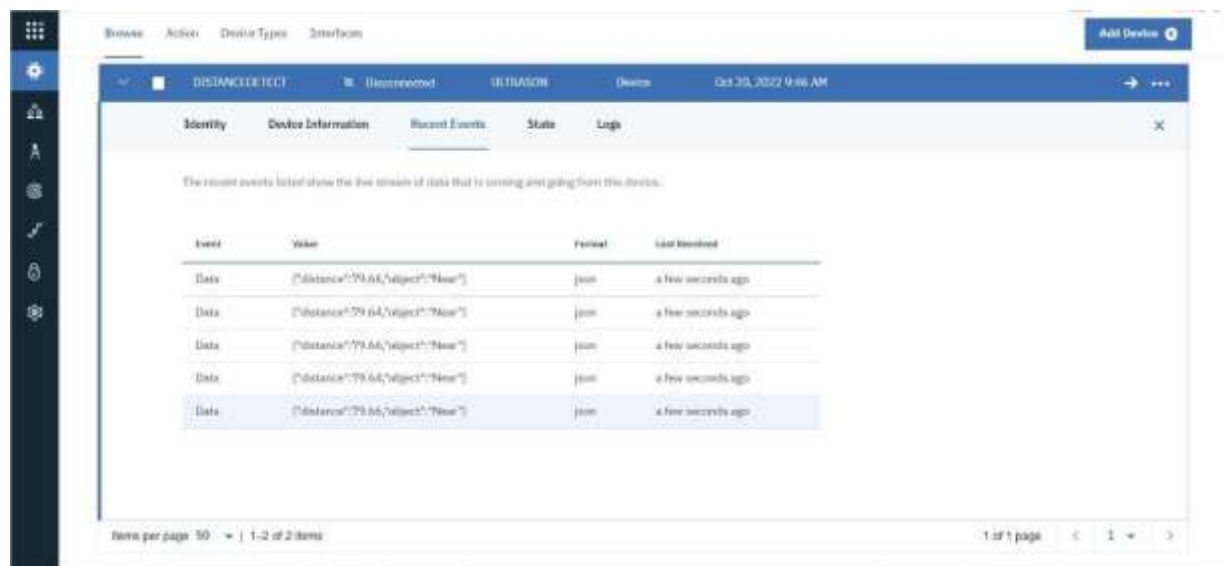 Browse Action Device Types Interfaces
Add Device
DISTANCEDETECT Disconnected ULTRASON Device Oct 20, 2022 9:46 AM
Identity Device Information Recent Events State Logs
The recent events listed show the live stream of data that is coming and going from this device.
Event Value Format Last Received
Data {"distance":79.64,"object":"Near"} json a few seconds ago
Data {"distance":79.64,"object":"Near"} json a few seconds ago
Data {"distance":79.66,"object":"Near"} json a few seconds ago
Data {"distance":79.64,"object":"Near"} json a few seconds ago
Data {"distance":79.66,"object":"Near"} json a few seconds ago
Items per page 50 | 1–2 of 2 items
1 of 1 page 1